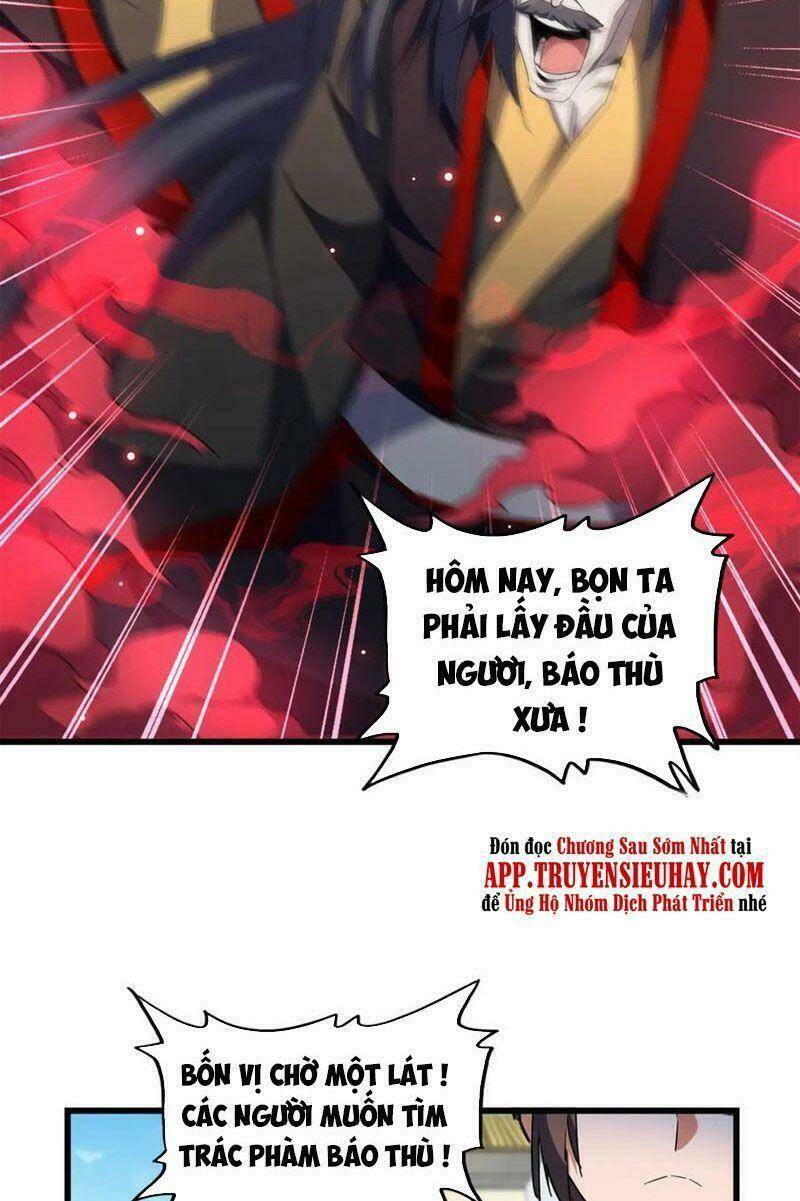 HÔM NAY, BỌN TA
PHẢI LẤY ĐẦU CỦA
NGƯƠI, BÁO THÙ
XƯA !
Đón đọc Chương Sau Sớm Nhất tại
APP.TRUYENSIEUHAY.COM
để Ủng Hộ Nhóm Dịch Phát Triển nhé
BỐN VỊ CHỜ MỘT LÁT !
CÁC NGƯỜI MUỐN TÌM
TRÁC PHÀM BÁO THÙ !